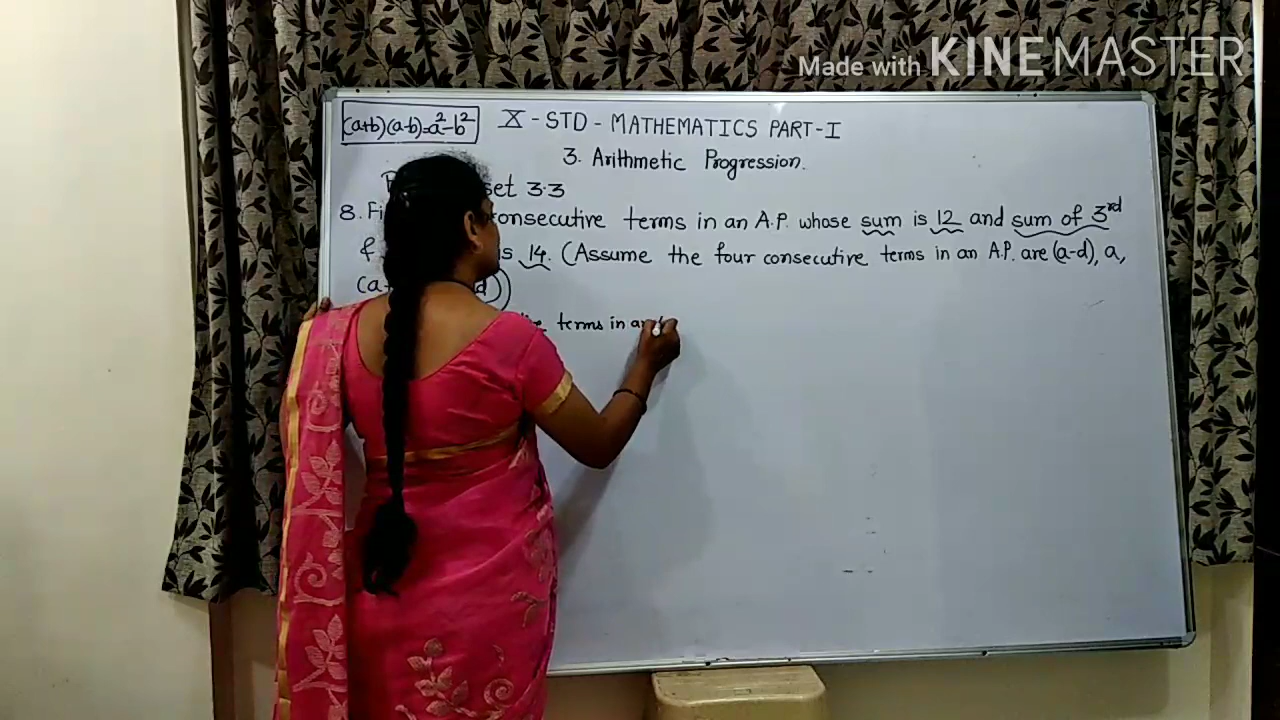 Made with KINEMASTER
(a+b)(a-b)=a²-b²
X - STD - MATHEMATICS PART-I
3. Arithmetic Progression.
set 3.3
8. consecutive terms in an A.P. whose sum is 12 and sum of 3rd
& 14. (Assume the four consecutive terms in an A.P. are (a-d), a,
terms in an